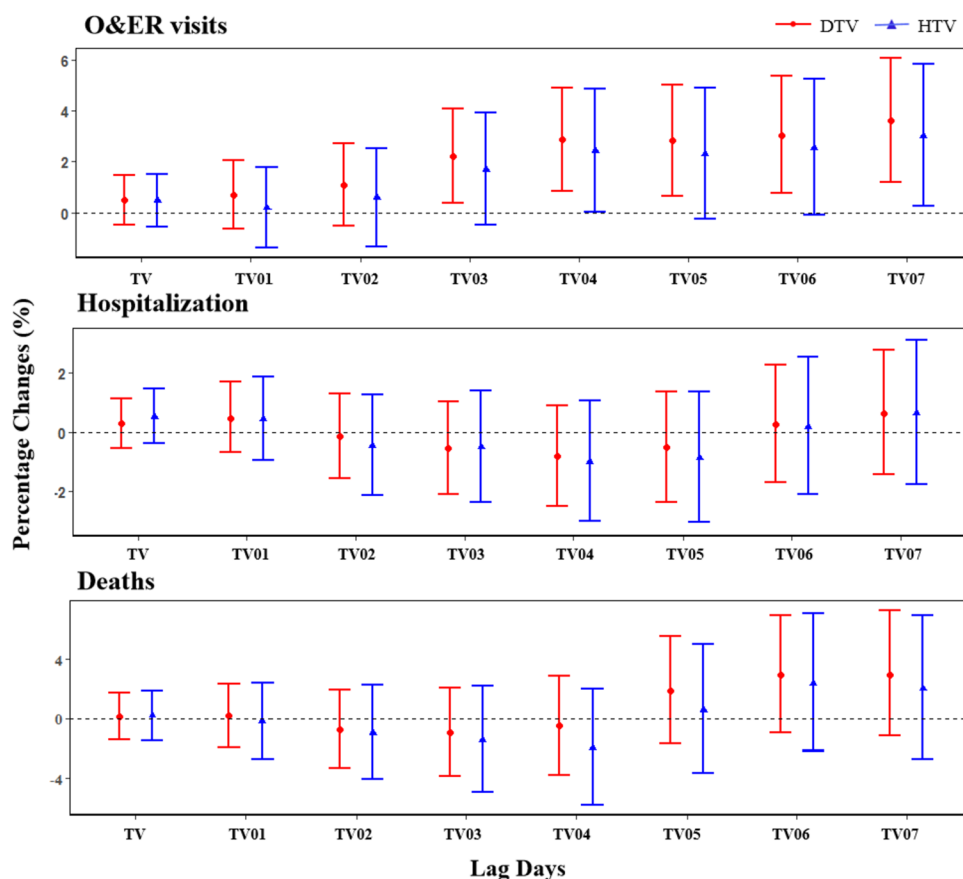 O&ER visits
DTV HTV
6
4
2
0
TV TV01 TV02 TV03 TV04 TV05 TV06 TV07
Hospitalization
2
0
-2
TV TV01 TV02 TV03 TV04 TV05 TV06 TV07
Deaths
4
0
-4
TV TV01 TV02 TV03 TV04 TV05 TV06 TV07
Percentage Changes (%)
Lag Days